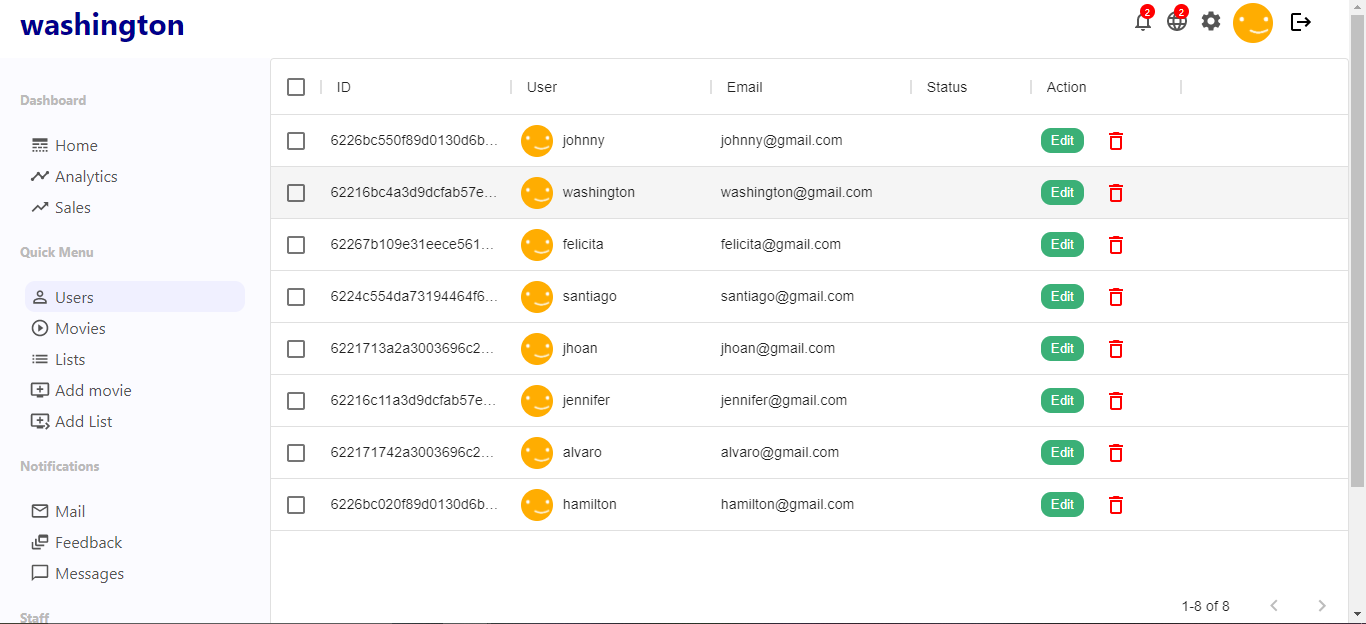 washington
2 2
Dashboard
Home
Analytics
Sales
Quick Menu
Users
Movies
Lists
Add movie
Add List
Notifications
Mail
Feedback
Messages
Staff
ID User Email Status Action
6226bc550f89d0130d6b... johnny johnny@gmail.com Edit
62216bc4a3d9dcfab57e... washington washington@gmail.com Edit
62267b109e31eece561... felicita felicita@gmail.com Edit
6224c554da73194464f6... santiago santiago@gmail.com Edit
6221713a2a3003696c2... jhoan jhoan@gmail.com Edit
62216c11a3d9dcfab57e... jennifer jennifer@gmail.com Edit
622171742a3003696c2... alvaro alvaro@gmail.com Edit
6226bc020f89d0130d6b... hamilton hamilton@gmail.com Edit
1-8 of 8